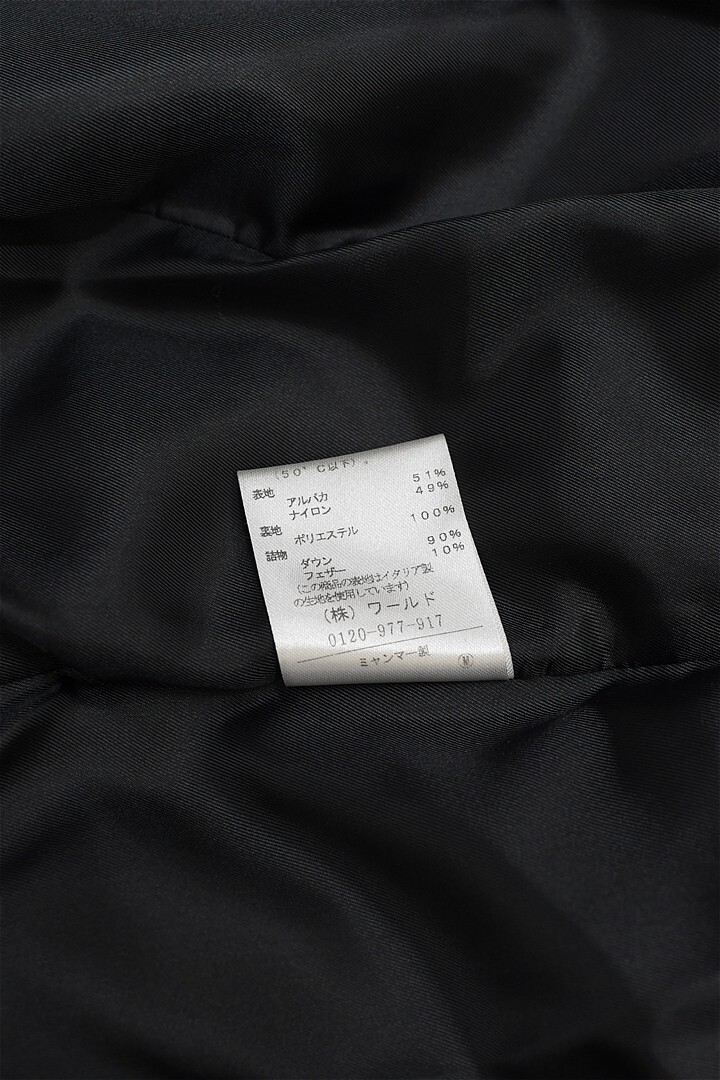 (50°C以下)。
表地
アルパカ 51%
ナイロン 49%
裏地
ポリエステル 100%
詰物
ダウン 90%
フェザー 10%
(この商品の表地はイタリア製
の生地を使用しています)
(株) ワールド
0120-977-917
ミャンマー製 Ⓜ